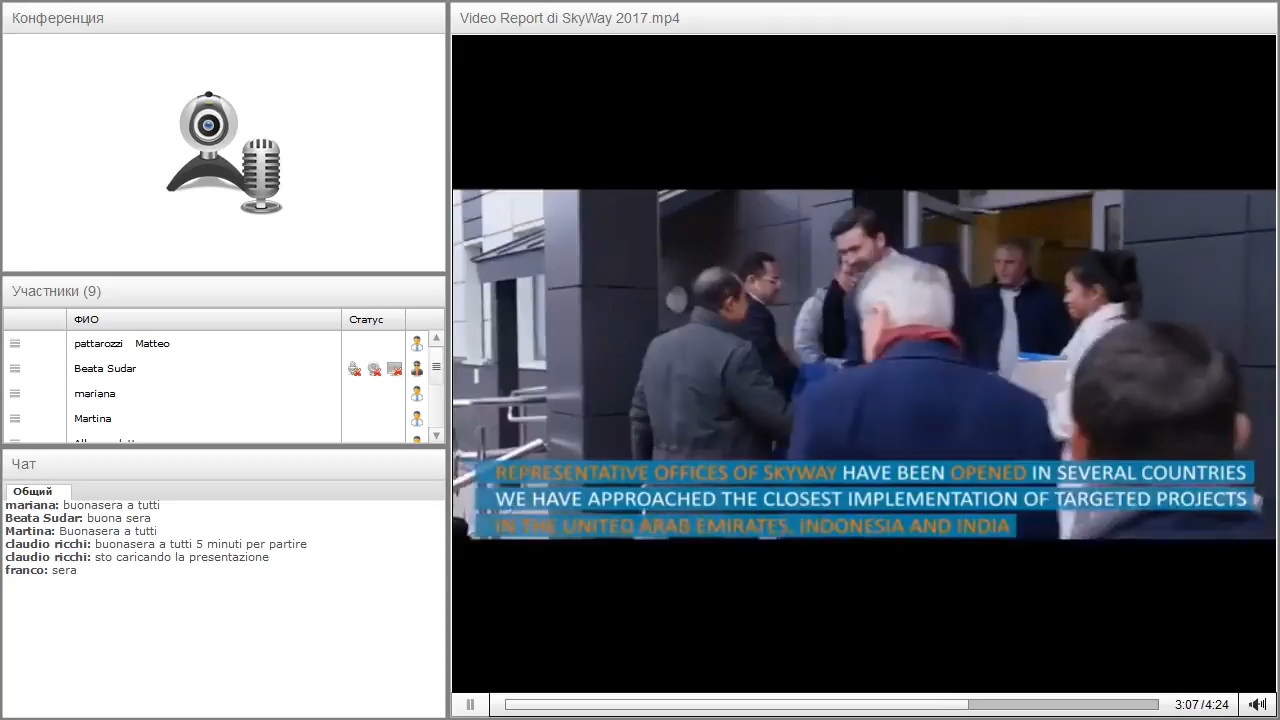 Конференция
Участники (9)
ФИО Статус
pattarozzi Matteo
Beata Sudar
mariana
Martina
Чат
Общий
mariana: buonasera a tutti
Beata Sudar: buona sera
Martina: Buonasera a tutti
claudio ricchi: buonasera a tutti 5 minuti per partire
claudio ricchi: sto caricando la presentazione
franco: sera
Video Report di SkyWay 2017.mp4
REPRESENTATIVE OFFICES OF SKYWAY HAVE BEEN OPENED IN SEVERAL COUNTRIES
WE HAVE APPROACHED THE CLOSEST IMPLEMENTATION OF TARGETED PROJECTS
IN THE UNITED ARAB EMIRATES, INDONESIA AND INDIA
3:07/4:24